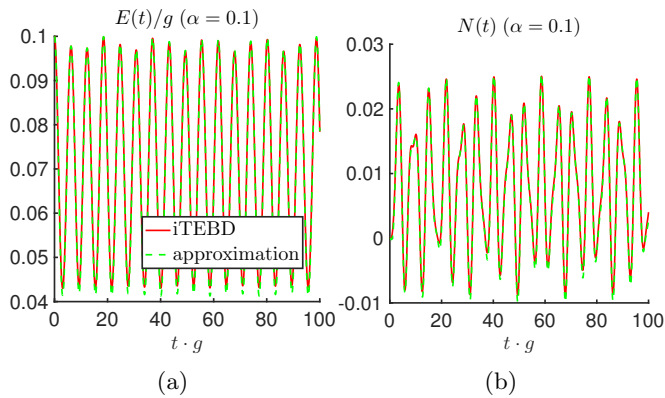 E(t)/g (α = 0.1)
0.1
0.09
0.08
0.07
0.06
0.05
0.04
0 20 40 60 80 100
t · g
iTEBD
approximation
(a)
N(t) (α = 0.1)
0.03
0.02
0.01
0
-0.01
0 20 40 60 80 100
t · g
(b)